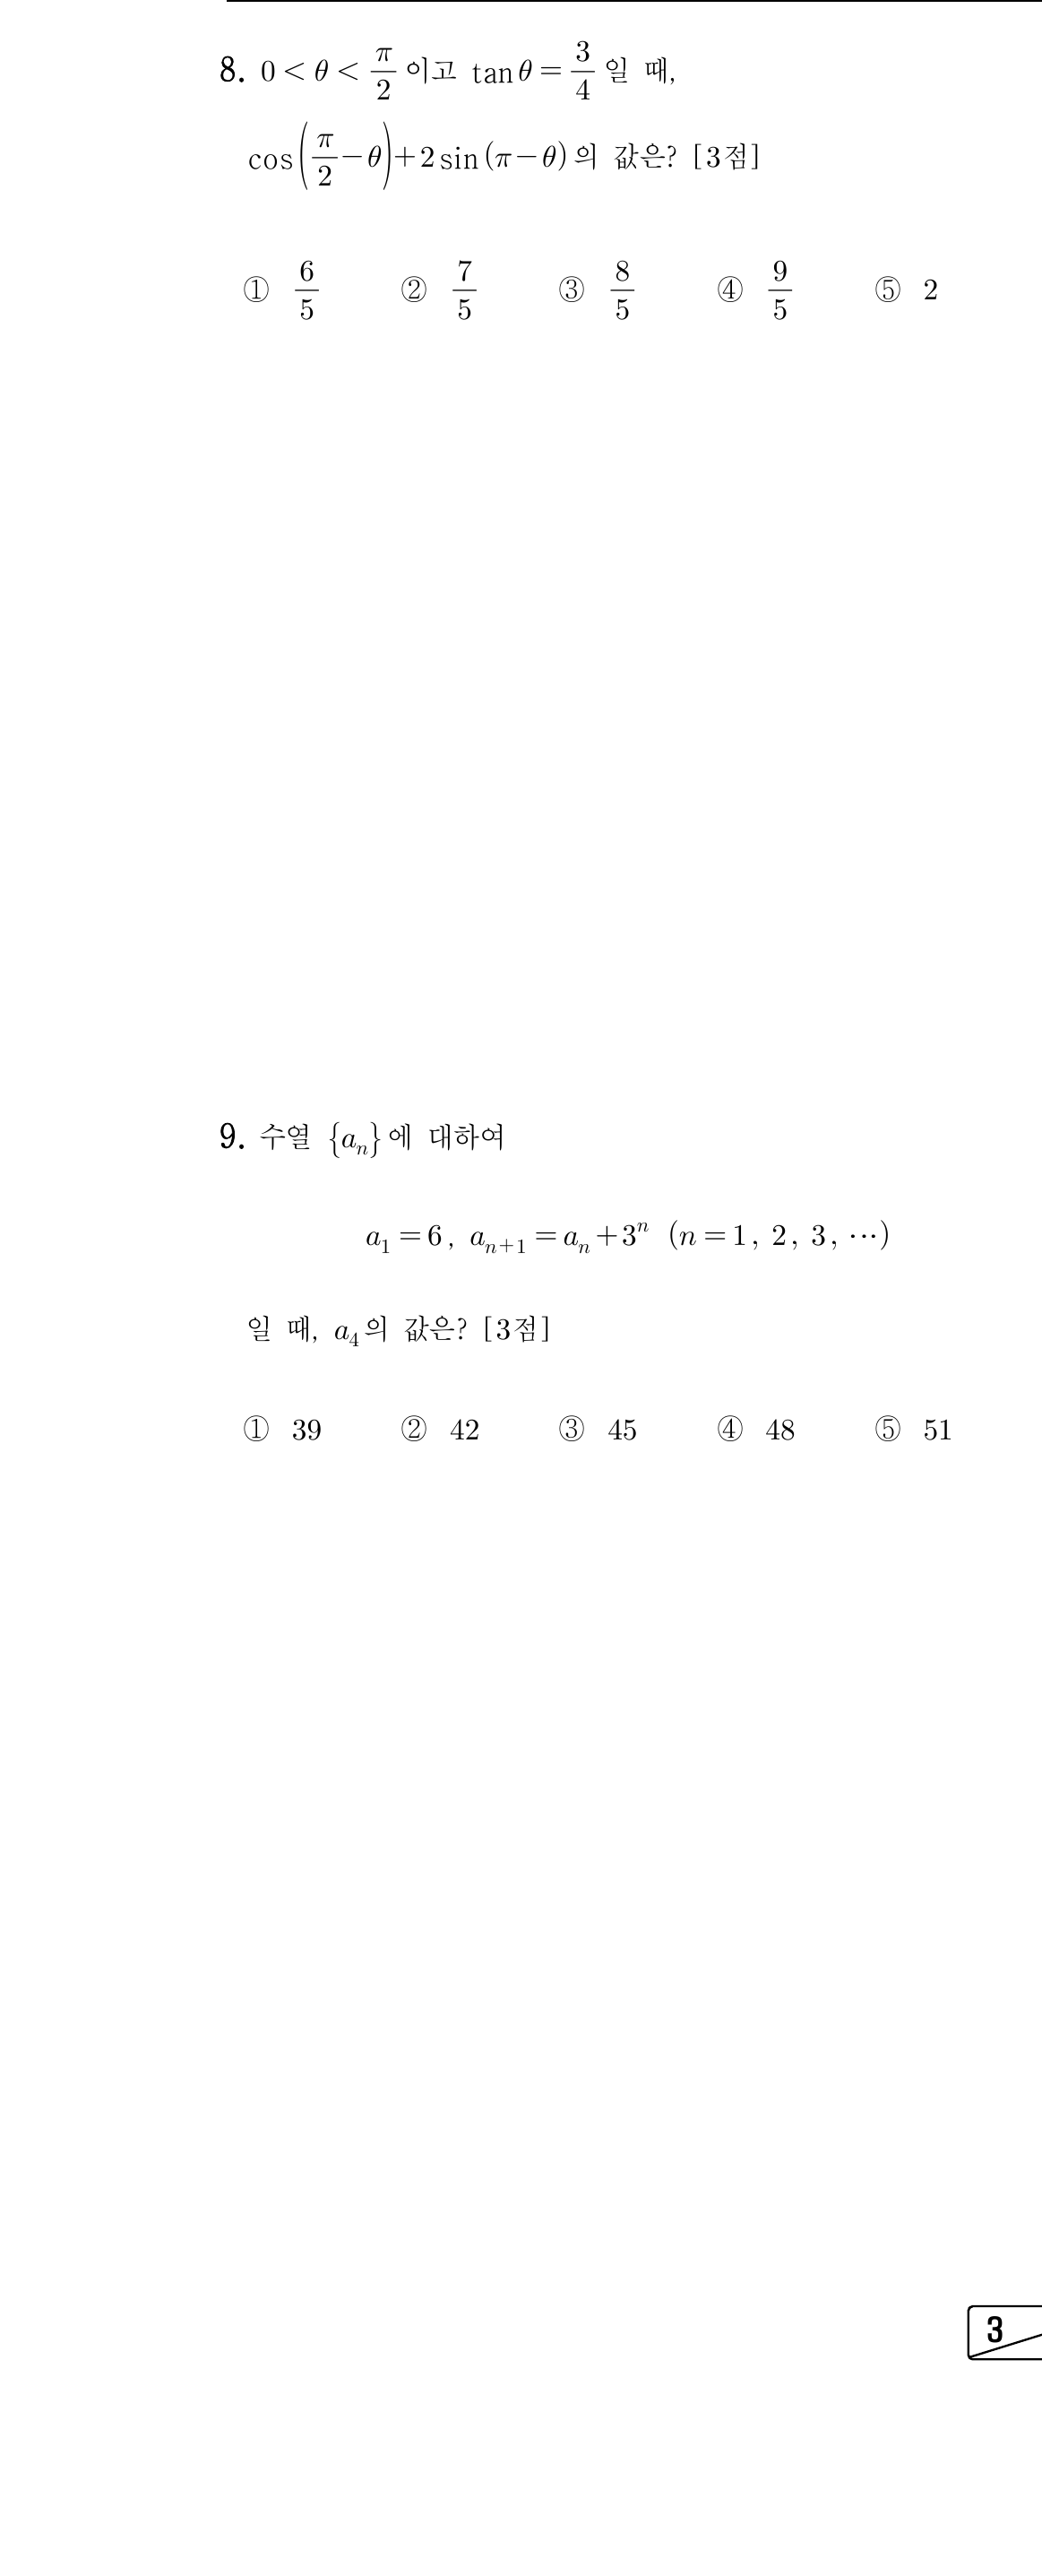 8. 0 < θ < π/2 이고 tan θ = 3/4 일 때,
cos(π/2 − θ) + 2 sin(π − θ)의 값은? [3점]
① 6/5 ② 7/5 ③ 8/5 ④ 9/5 ⑤ 2
9. 수열 {aₙ}에 대하여
a₁ = 6, aₙ₊₁ = aₙ + 3ⁿ (n = 1, 2, 3, ⋯)
일 때, a₄의 값은? [3점]
① 39 ② 42 ③ 45 ④ 48 ⑤ 51
3